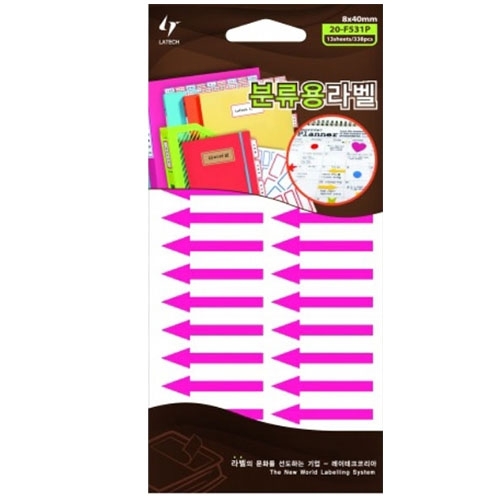 LATECH
8x40mm
20-F531P
13sheets/338pcs
분류용라벨
Planner
라벨의 문화를 선도하는 기업 - 레이테크코리아
The New World Labelling System